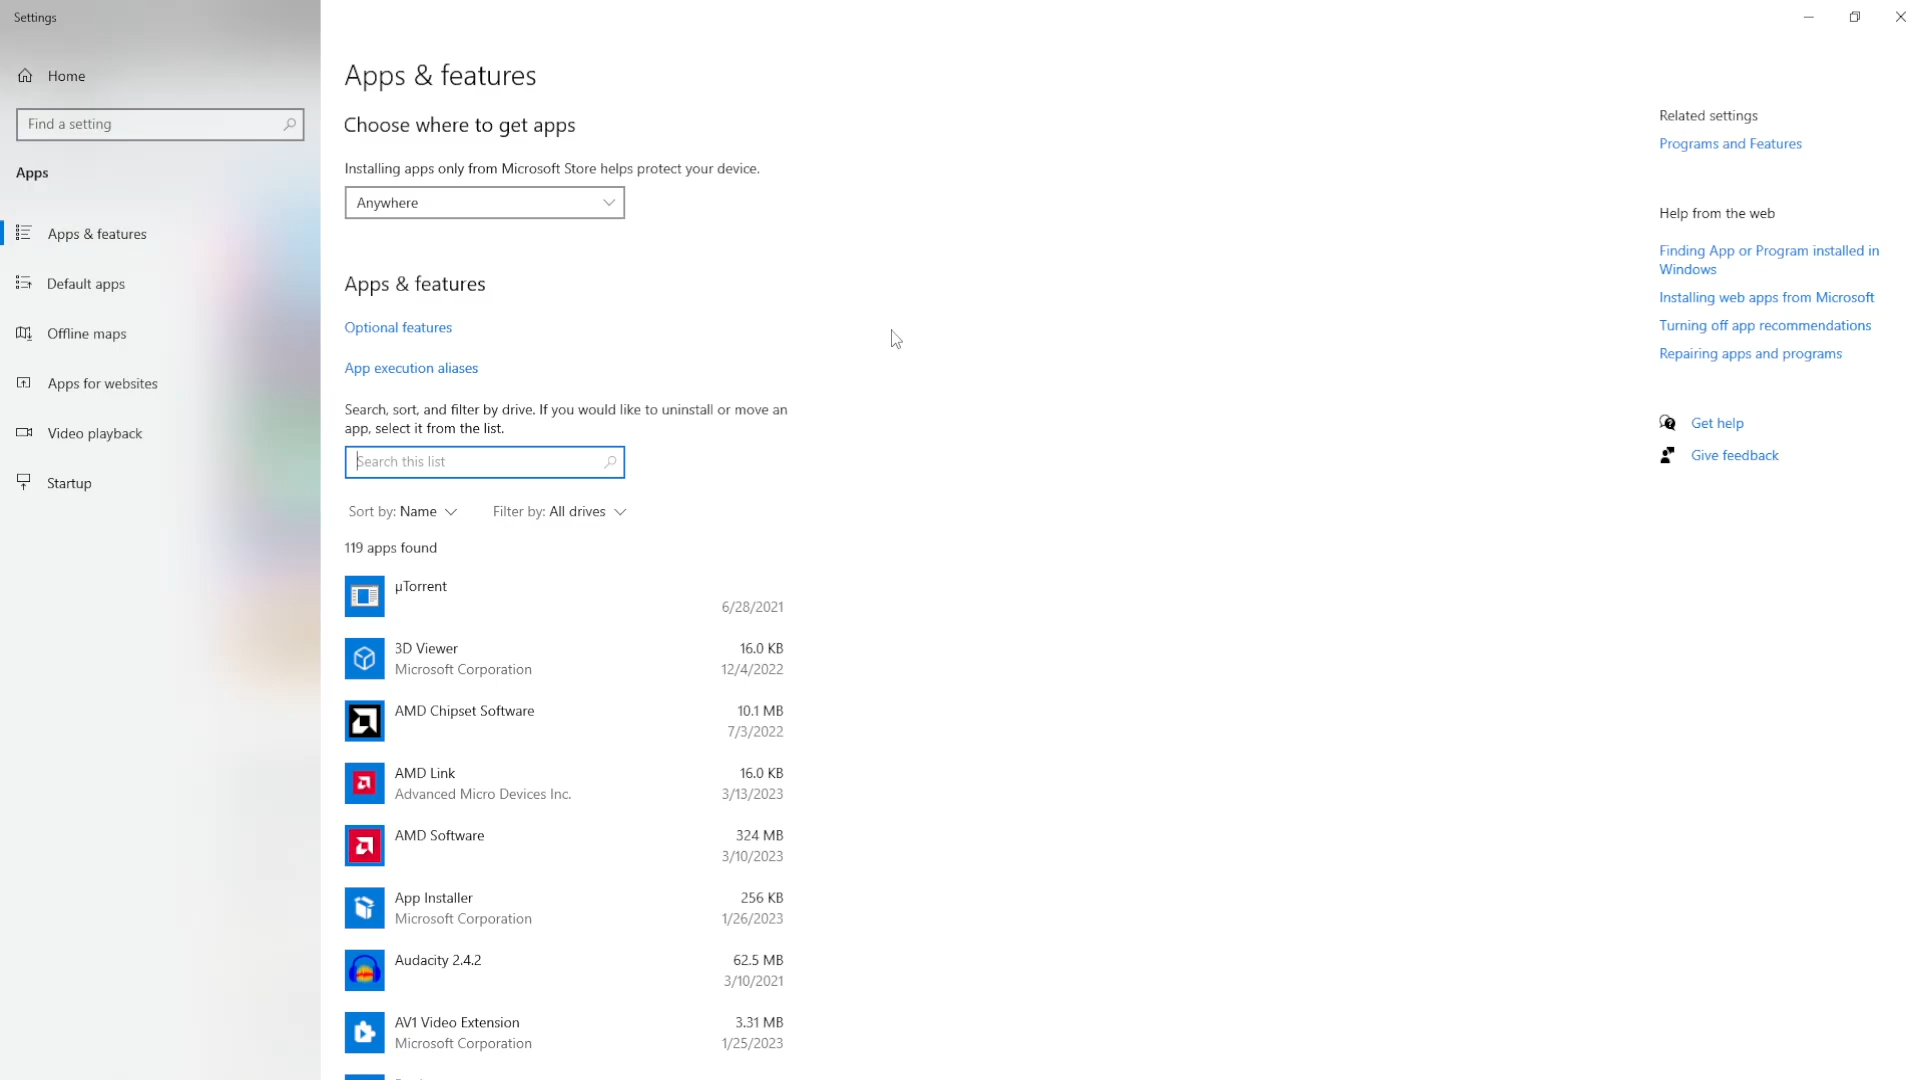 Settings
Home
Find a setting
Apps
Apps & features
Default apps
Offline maps
Apps for websites
Video playback
Startup
Apps & features
Choose where to get apps
Installing apps only from Microsoft Store helps protect your device.
Anywhere
Apps & features
Optional features
App execution aliases
Search, sort, and filter by drive. If you would like to uninstall or move an
app, select it from the list.
Search this list
Sort by: Name Filter by: All drives
119 apps found
µTorrent
6/28/2021
3D Viewer 16.0 KB
Microsoft Corporation 12/4/2022
AMD Chipset Software 10.1 MB
7/3/2022
AMD Link 16.0 KB
Advanced Micro Devices Inc. 3/13/2023
AMD Software 324 MB
3/10/2023
App Installer 256 KB
Microsoft Corporation 1/26/2023
Audacity 2.4.2 62.5 MB
3/10/2021
AV1 Video Extension 3.31 MB
Microsoft Corporation 1/25/2023
Related settings
Programs and Features
Help from the web
Finding App or Program installed in
Windows
Installing web apps from Microsoft
Turning off app recommendations
Repairing apps and programs
Get help
Give feedback